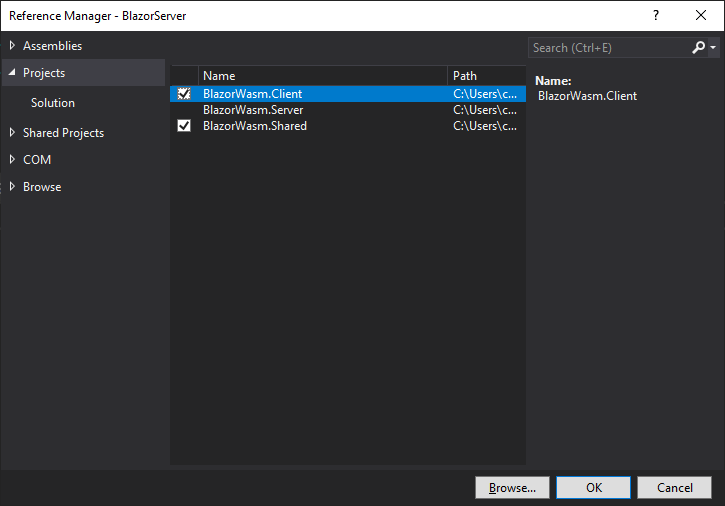 Reference Manager - BlazorServer ? ✕
Assemblies
Search (Ctrl+E)
Projects
Name Path
Name:
BlazorWasm.Client C:\Users\c...
BlazorWasm.Client
Solution
BlazorWasm.Server C:\Users\c...
BlazorWasm.Shared C:\Users\c...
Shared Projects
COM
Browse
Browse... OK Cancel